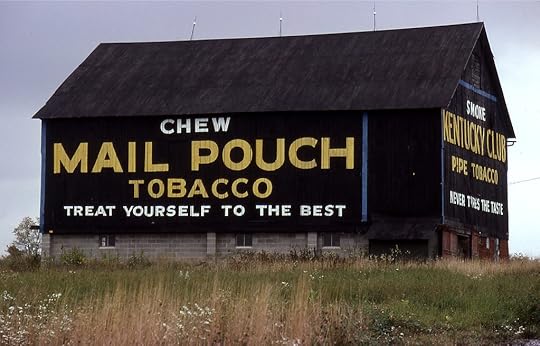 CHEW
MAIL POUCH
TOBACCO
TREAT YOURSELF TO THE BEST
SMOKE
KENTUCKY CLUB
PIPE TOBACCO
NEVER TIRES THE TASTE